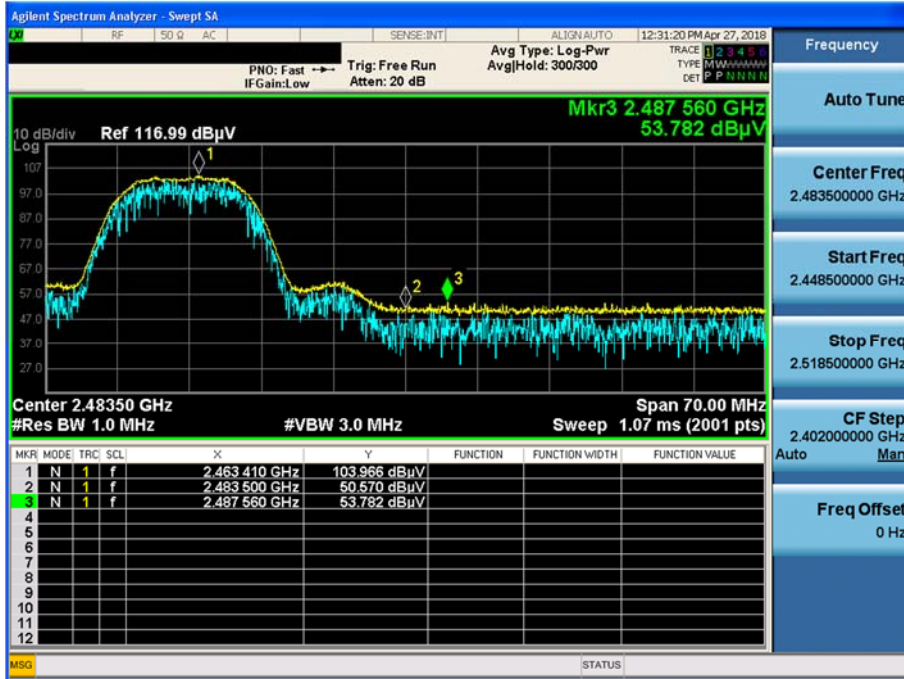 Agilent Spectrum Analyzer - Swept SA
LXI RF 50 Ω AC SENSE:INT ALIGN AUTO 12:31:20 PM Apr 27, 2018
Frequency
PNO: Fast Trig: Free Run Avg Type: Log-Pwr TRACE 1 2 3 4 5 6
IFGain:Low Atten: 20 dB Avg|Hold: 300/300 TYPE M W
DET P P N N N N
Auto Tune
Mkr3 2.487 560 GHz
53.782 dBµV
10 dB/div Ref 116.99 dBµV
Log
107
97.0
87.0
77.0
67.0
57.0
47.0
37.0
27.0
1
2
3
Center Freq
2.483500000 GHz
Start Freq
2.448500000 GHz
Stop Freq
2.518500000 GHz
Center 2.48350 GHz Span 70.00 MHz
#Res BW 1.0 MHz #VBW 3.0 MHz Sweep 1.07 ms (2001 pts)
CF Step
2.402000000 GHz
Auto Man
MKR MODE TRC SCL X Y FUNCTION FUNCTION WIDTH FUNCTION VALUE
1 N 1 f 2.463 410 GHz 103.966 dBµV
2 N 1 f 2.483 500 GHz 50.570 dBµV
3 N 1 f 2.487 560 GHz 53.782 dBµV
4
5
6
7
8
9
10
11
12
Freq Offset
0 Hz
MSG STATUS